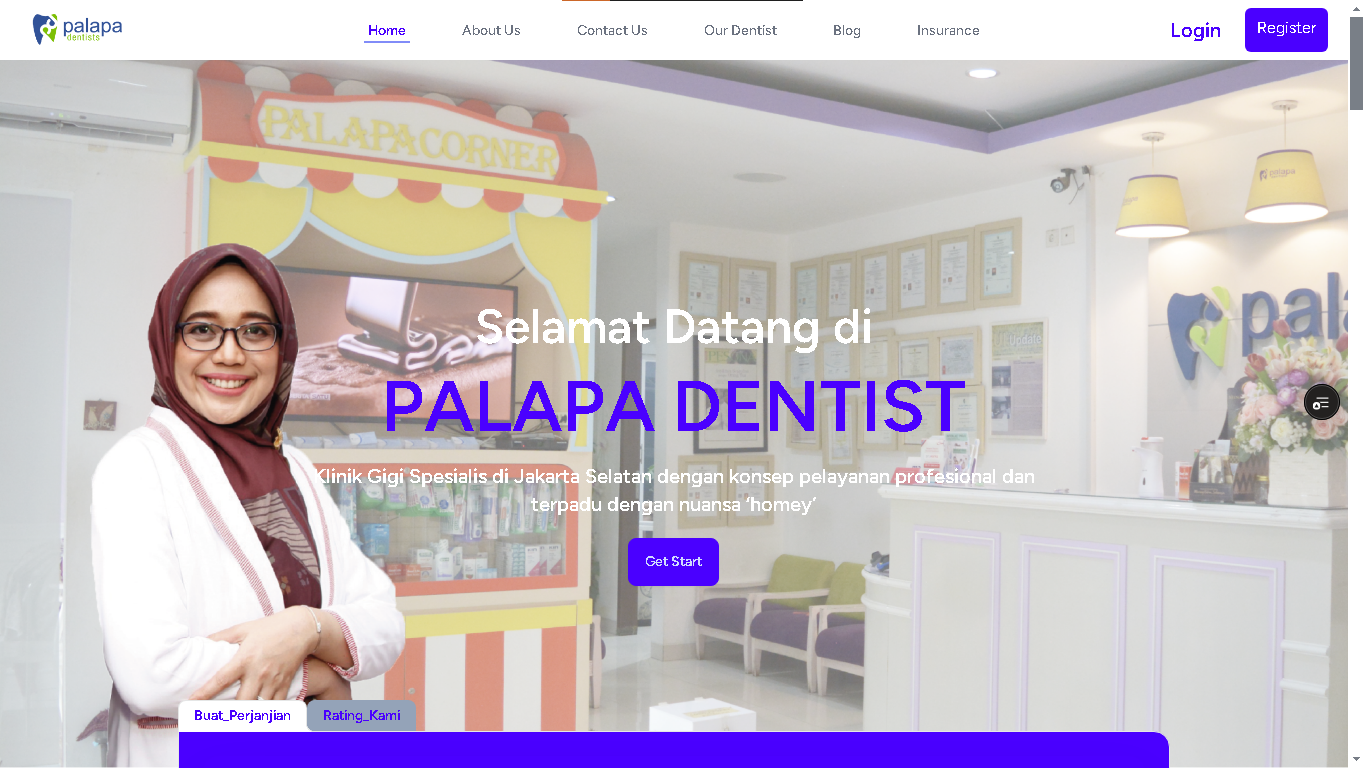 palapa
dentists
Home
About Us
Contact Us
Our Dentist
Blog
Insurance
Login
Register
PALAPA CORNER
palapa
Selamat Datang di
PALAPA DENTIST
Klinik Gigi Spesialis di Jakarta Selatan dengan konsep pelayanan profesional dan
terpadu dengan nuansa ‘homey’
Get Start
Buat_Perjanjian
Rating_Kami